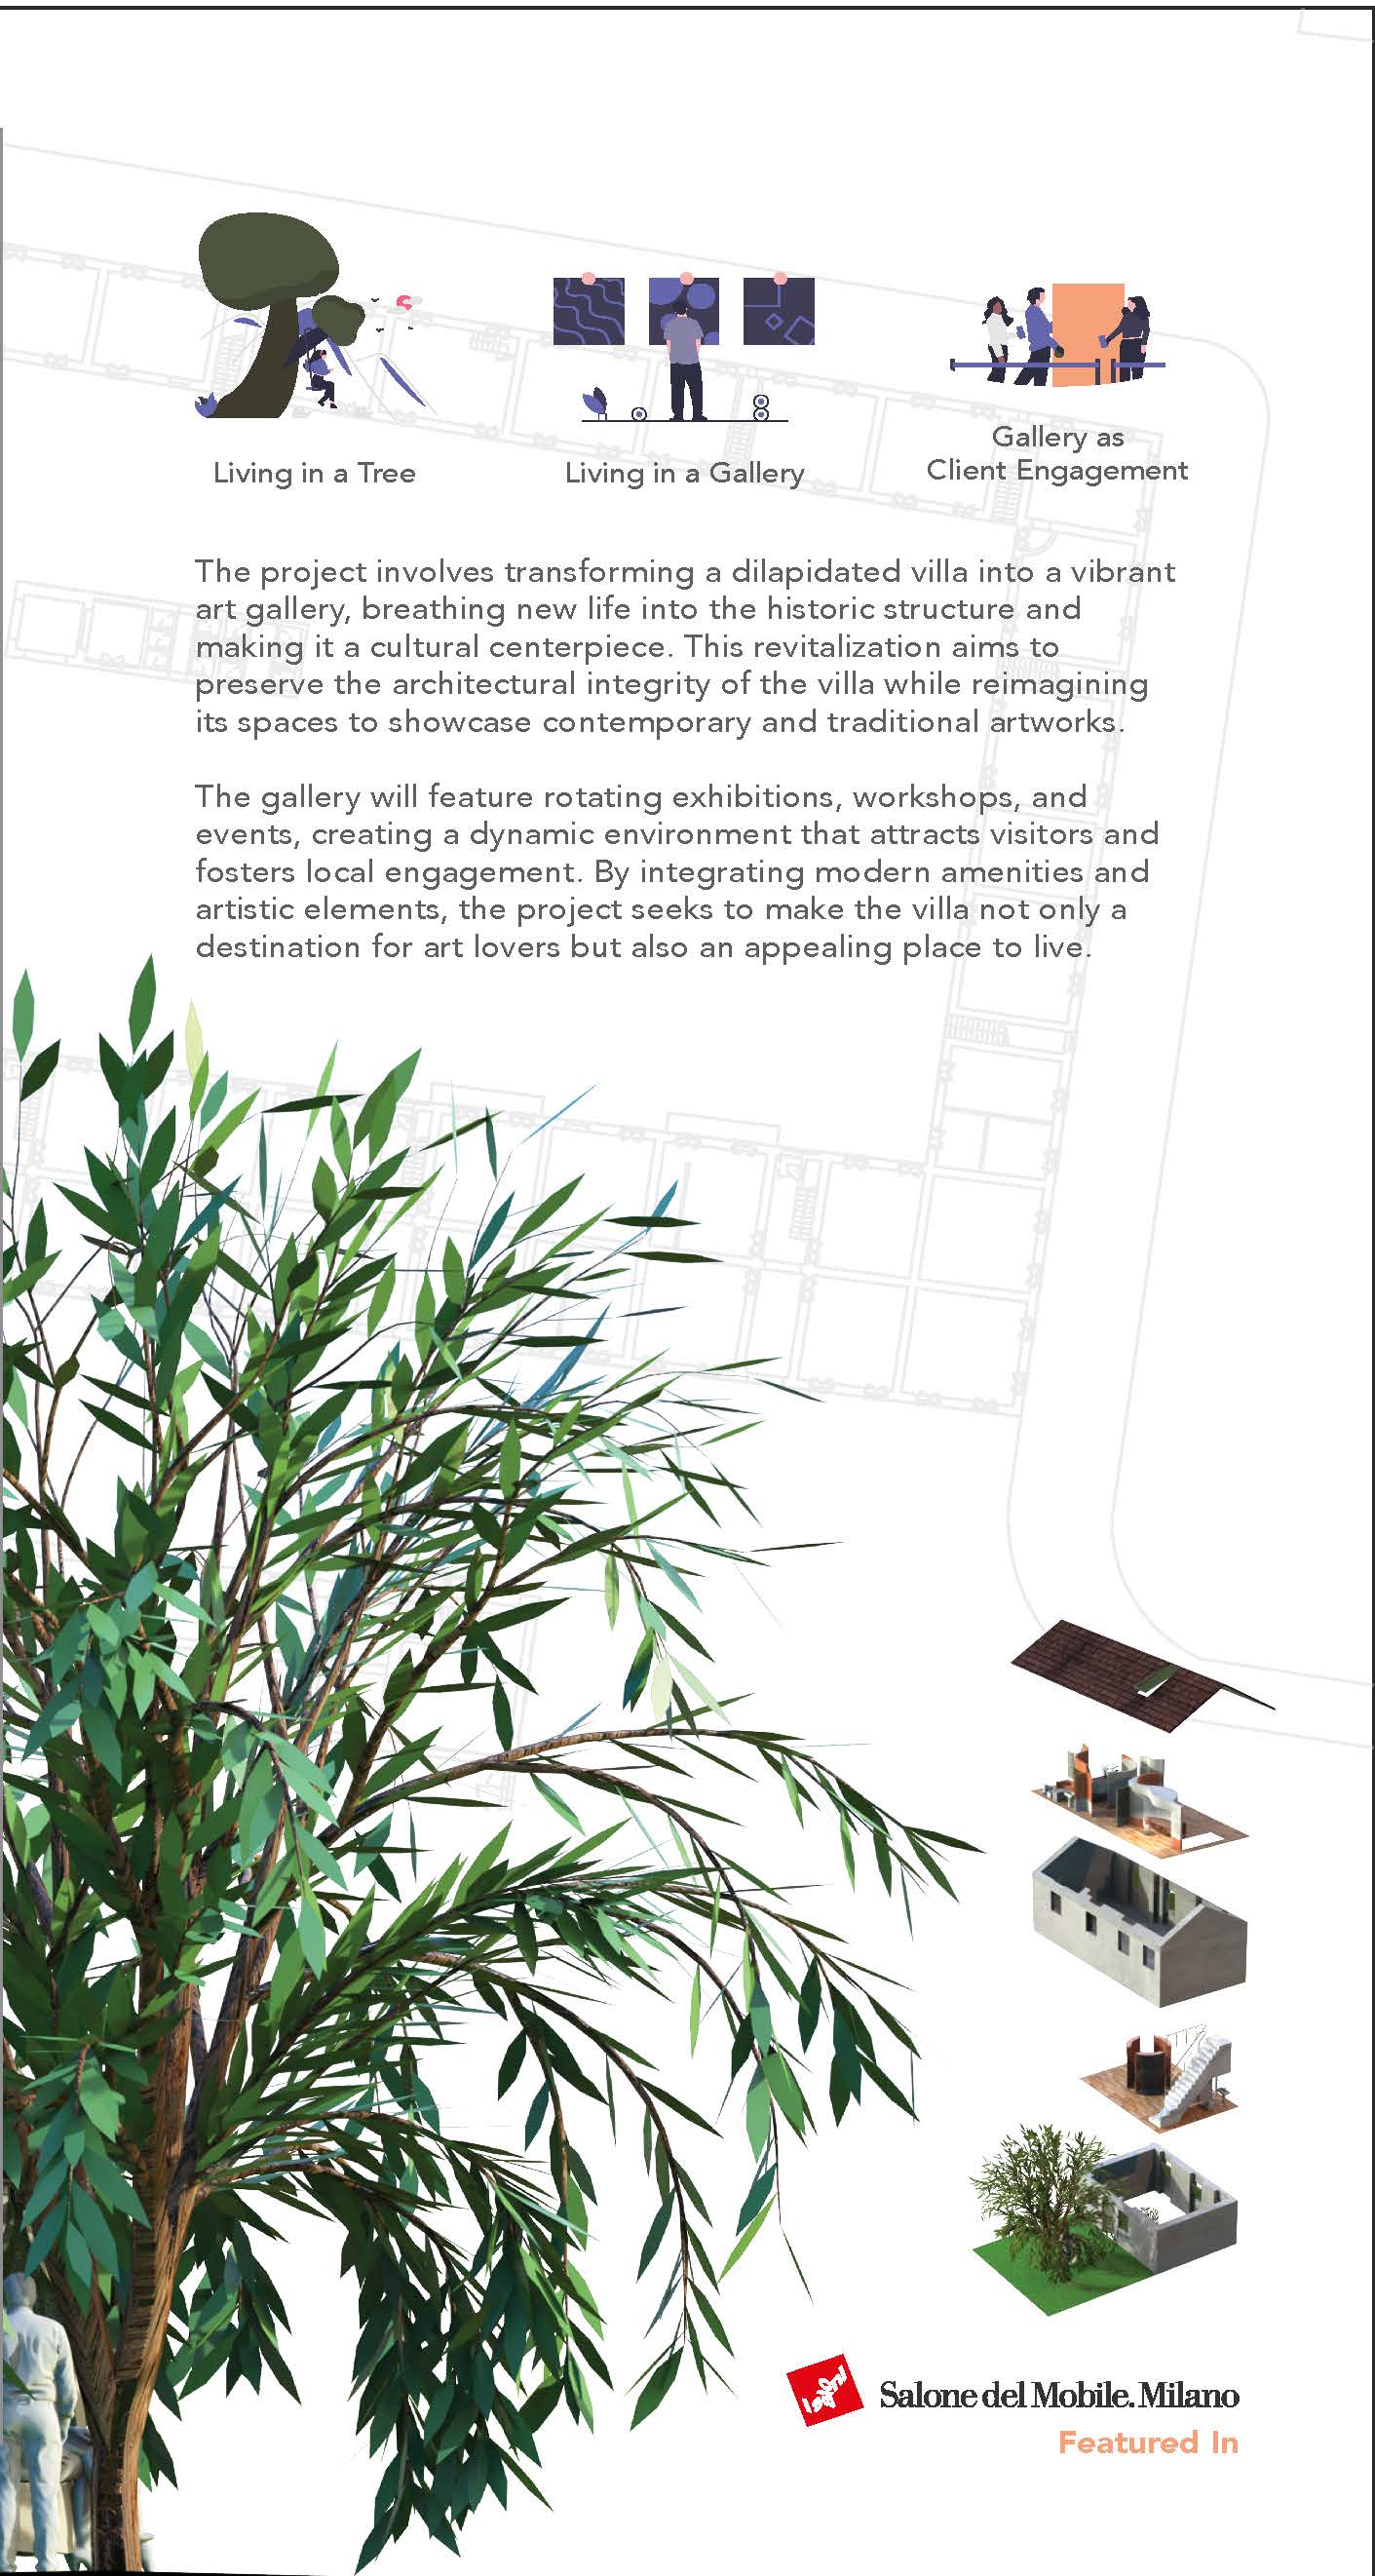 Living in a Tree
Living in a Gallery
Gallery as
Client Engagement
The project involves transforming a dilapidated villa into a vibrant
art gallery, breathing new life into the historic structure and
making it a cultural centerpiece. This revitalization aims to
preserve the architectural integrity of the villa while reimagining
its spaces to showcase contemporary and traditional artworks.
The gallery will feature rotating exhibitions, workshops, and
events, creating a dynamic environment that attracts visitors and
fosters local engagement. By integrating modern amenities and
artistic elements, the project seeks to make the villa not only a
destination for art lovers but also an appealing place to live.
Salone del Mobile.Milano
Featured In